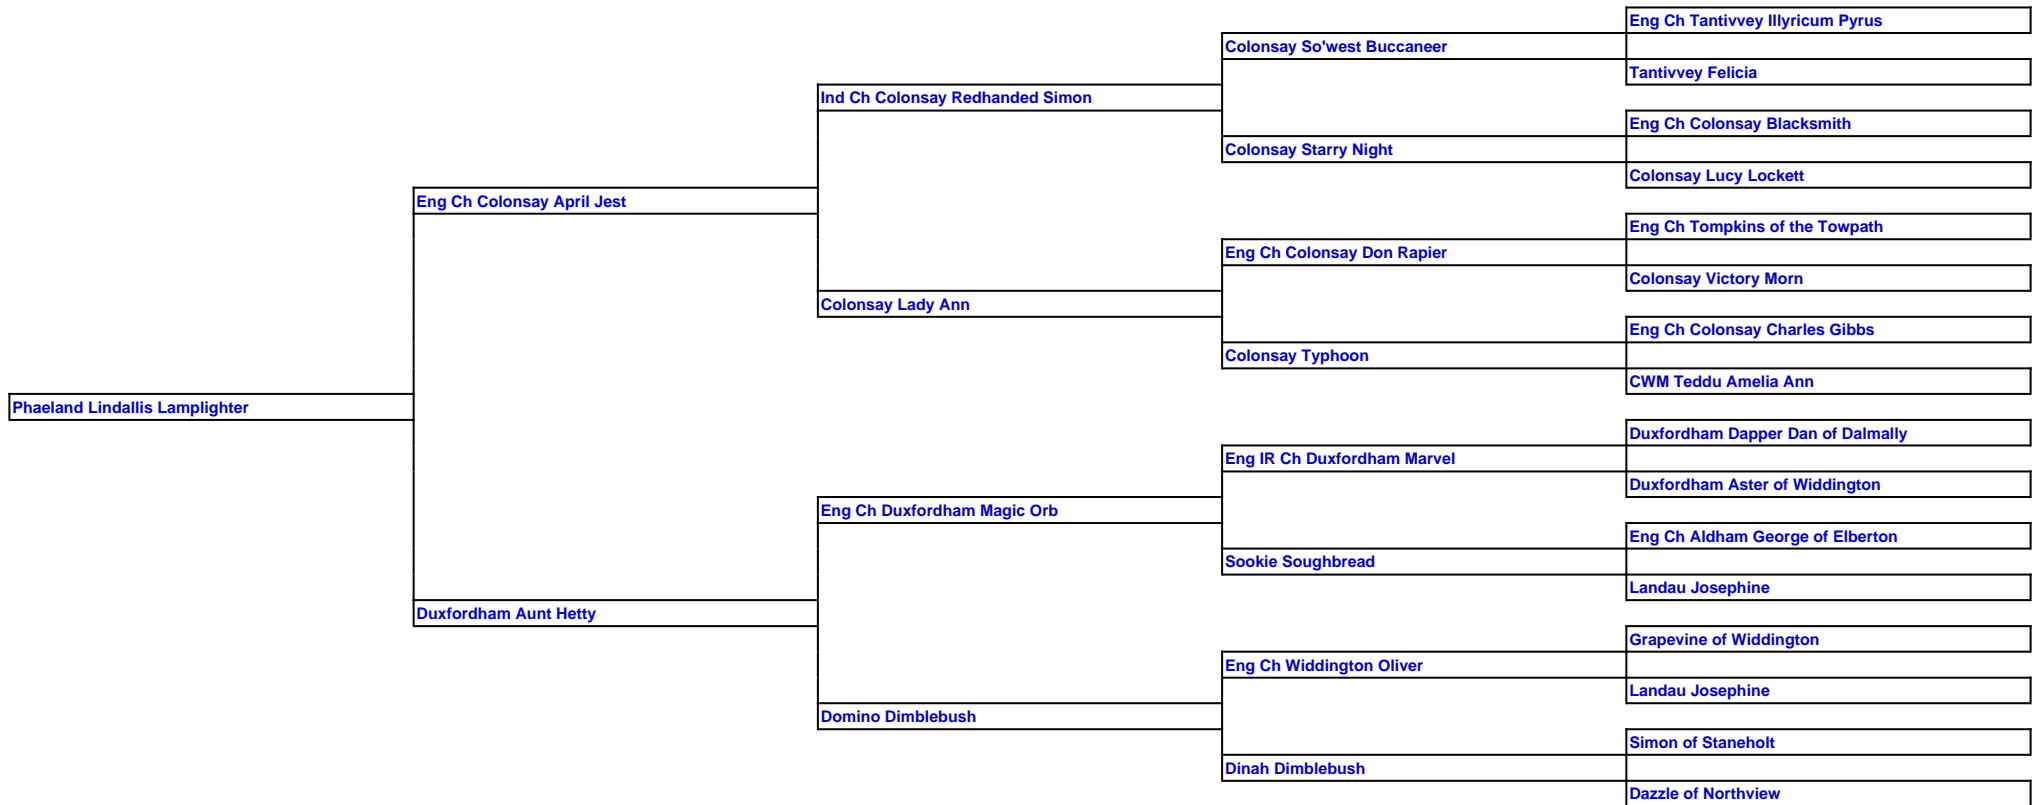 Eng Ch Tantivvey Illyricum Pyrus
Colonsay So'west Buccaneer
Tantivvey Felicia
Ind Ch Colonsay Redhanded Simon
Eng Ch Colonsay Blacksmith
Colonsay Starry Night
Colonsay Lucy Lockett
Eng Ch Colonsay April Jest
Eng Ch Tompkins of the Towpath
Eng Ch Colonsay Don Rapier
Colonsay Victory Morn
Colonsay Lady Ann
Eng Ch Colonsay Charles Gibbs
Colonsay Typhoon
CWM Teddu Amelia Ann
Phaeland Lindallis Lamplighter
Duxfordham Dapper Dan of Dalmally
Eng IR Ch Duxfordham Marvel
Duxfordham Aster of Widdington
Eng Ch Duxfordham Magic Orb
Eng Ch Aldham George of Elberton
Sookie Soughbread
Landau Josephine
Duxfordham Aunt Hetty
Grapevine of Widdington
Eng Ch Widdington Oliver
Landau Josephine
Domino Dimblebush
Simon of Staneholt
Dinah Dimblebush
Dazzle of Northview